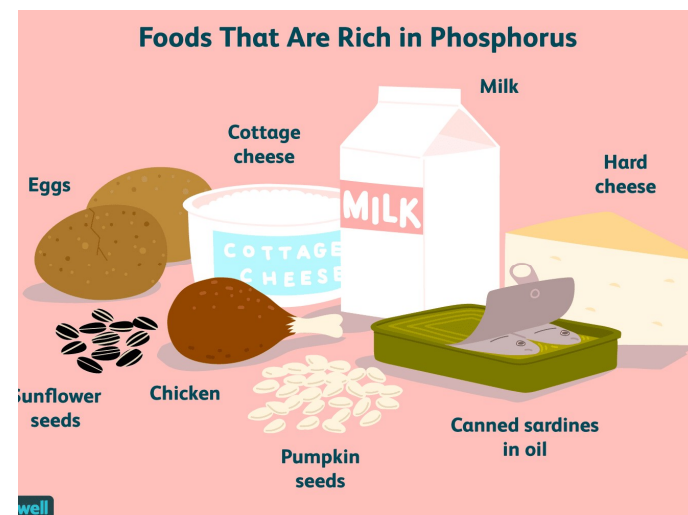 Foods That Are Rich in Phosphorus
Milk
Cottage
cheese
Hard
cheese
Eggs
MILK
COTTAGE
CHEESE
Sunflower
seeds
Chicken
Pumpkin
seeds
Canned sardines
in oil
well